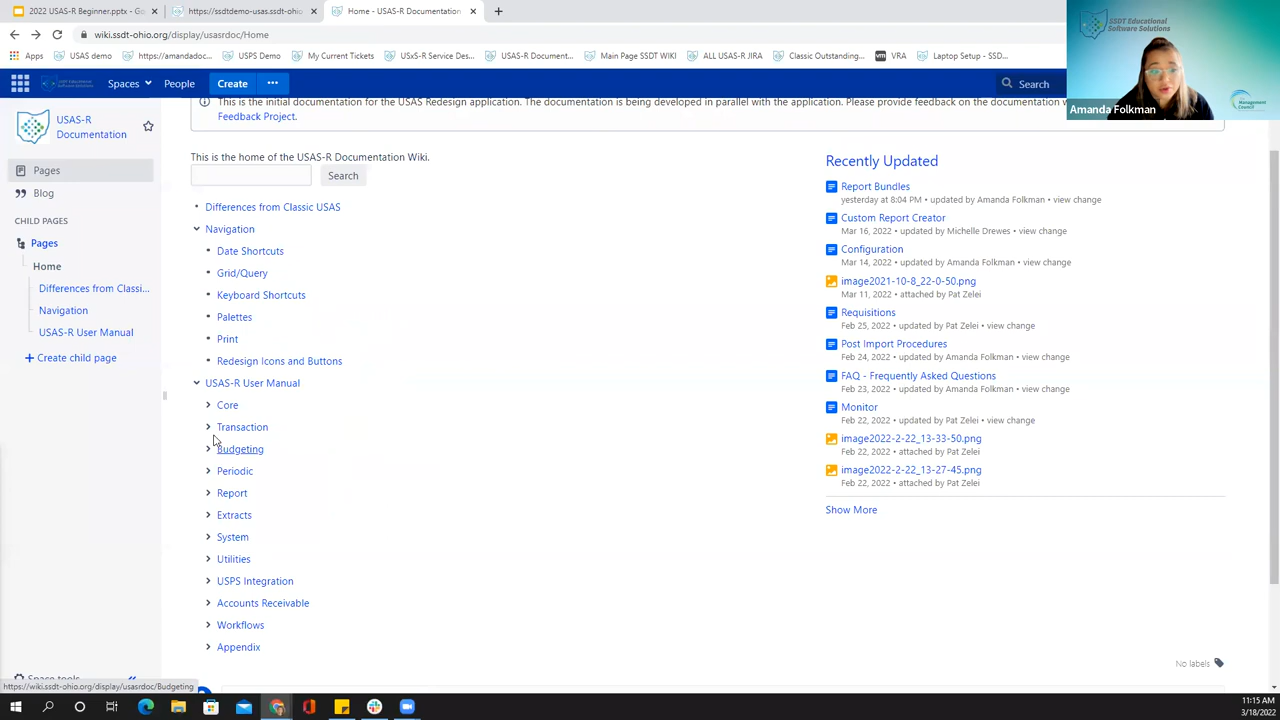 2022 USAS-R Beginner.pptx - Go
https://ssdtdemo-usas.ssdt-ohio
Home - USAS-R Documentation
wiki.ssdt-ohio.org/display/usasrdoc/Home
Apps
USAS demo
https://amandadoc...
USPS Demo
My Current Tickets
USxS-R Service Des...
USAS-R Document...
Main Page SSDT WIKI
ALL USAS-R JIRA
Classic Outstanding...
VRA
Laptop Setup - SSD...
SSDT Educational
Software Solutions
Management
Council
Amanda Folkman
Spaces
People
Create
Search
USAS-R
Documentation
Pages
Blog
CHILD PAGES
Pages
Home
Differences from Classi...
Navigation
USAS-R User Manual
Create child page
Space tools
This is the initial documentation for the USAS Redesign application. The documentation is being developed in parallel with the application. Please provide feedback on the documentation
Feedback Project.
This is the home of the USAS-R Documentation Wiki.
Search
Differences from Classic USAS
Navigation
Date Shortcuts
Grid/Query
Keyboard Shortcuts
Palettes
Print
Redesign Icons and Buttons
USAS-R User Manual
Core
Transaction
Budgeting
Periodic
Report
Extracts
System
Utilities
USPS Integration
Accounts Receivable
Workflows
Appendix
Recently Updated
Report Bundles
yesterday at 8:04 PM • updated by Amanda Folkman • view change
Custom Report Creator
Mar 16, 2022 • updated by Michelle Drewes • view change
Configuration
Mar 14, 2022 • updated by Amanda Folkman • view change
image2021-10-8_22-0-50.png
Mar 11, 2022 • attached by Pat Zelei
Requisitions
Feb 25, 2022 • updated by Pat Zelei • view change
Post Import Procedures
Feb 24, 2022 • updated by Amanda Folkman • view change
FAQ - Frequently Asked Questions
Feb 23, 2022 • updated by Amanda Folkman • view change
Monitor
Feb 22, 2022 • updated by Pat Zelei • view change
image2022-2-22_13-33-50.png
Feb 22, 2022 • attached by Pat Zelei
image2022-2-22_13-27-45.png
Feb 22, 2022 • attached by Pat Zelei
Show More
No labels
https://wiki.ssdt-ohio.org/display/usasrdoc/Budgeting
11:15 AM
3/18/2022